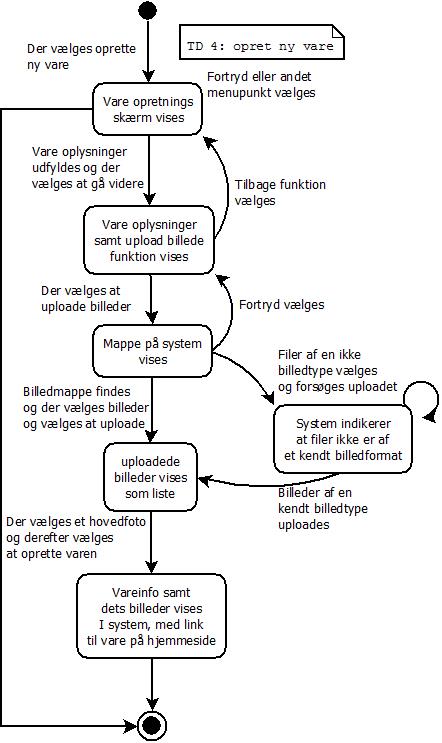 TD 4: opret ny vare
Der vælges oprette
ny vare
Fortryd eller andet
menupunkt vælges
Vare opretnings
skærm vises
Vare oplysninger
udfyldes og der
vælges at gå videre
Tilbage funktion
vælges
Vare oplysninger
samt upload billede
funktion vises
Der vælges at
uploade billeder
Fortryd vælges
Mappe på system
vises
Filer af en ikke
billedtype vælges
og forsøges uploadet
Billedmappe findes
og der vælges billeder
og vælges at uploade
System indikerer
at filer ikke er af
et kendt billedformat
uploadede
billeder vises
som liste
Billeder af en
kendt billedtype
uploades
Der vælges et hovedfoto
og derefter vælges
at oprette varen
Vareinfo samt
dets billeder vises
I system, med link
til vare på hjemmeside